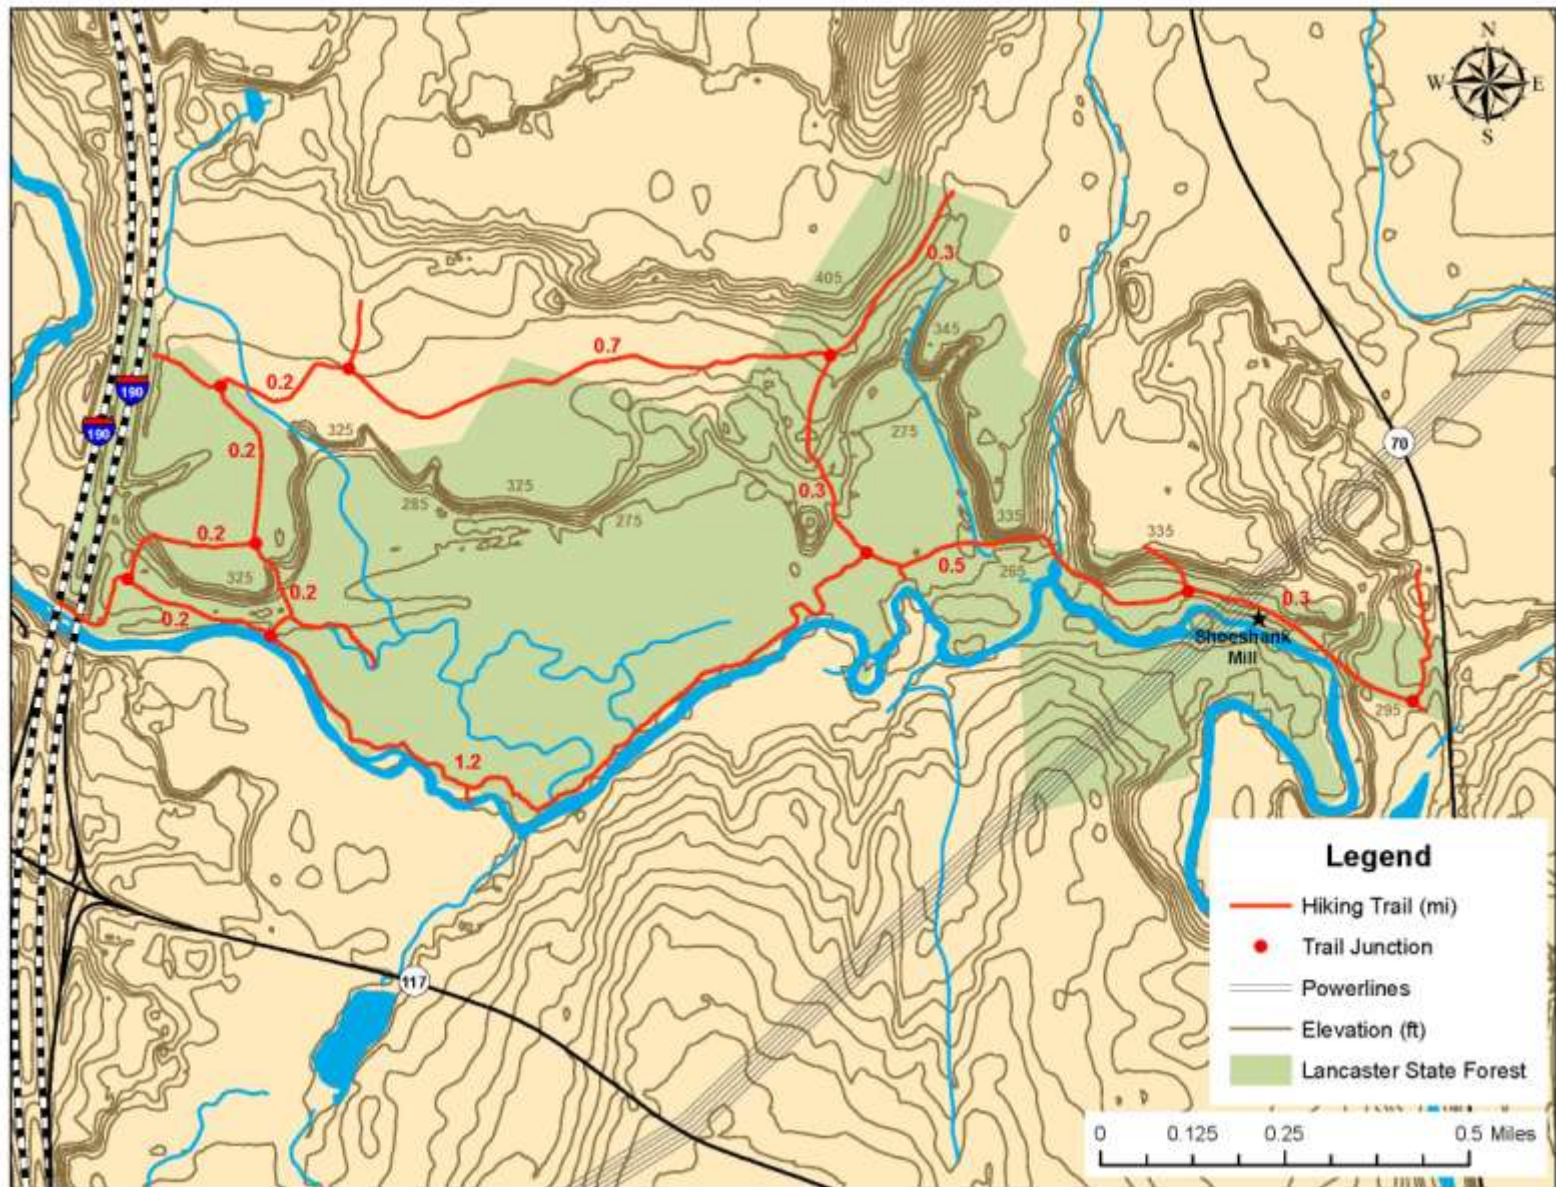 N
W E
S
0.3
405
345
0.7
0.2
190
190
325
275
70
0.2
325
285
275
0.3
335
335
0.2
0.5
265
325
0.2
0.3
0.2
Shoeshank
Mill
295
1.2
117
Legend
Hiking Trail (mi)
Trail Junction
Powerlines
Elevation (ft)
Lancaster State Forest
0 0.125 0.25 0.5 Miles